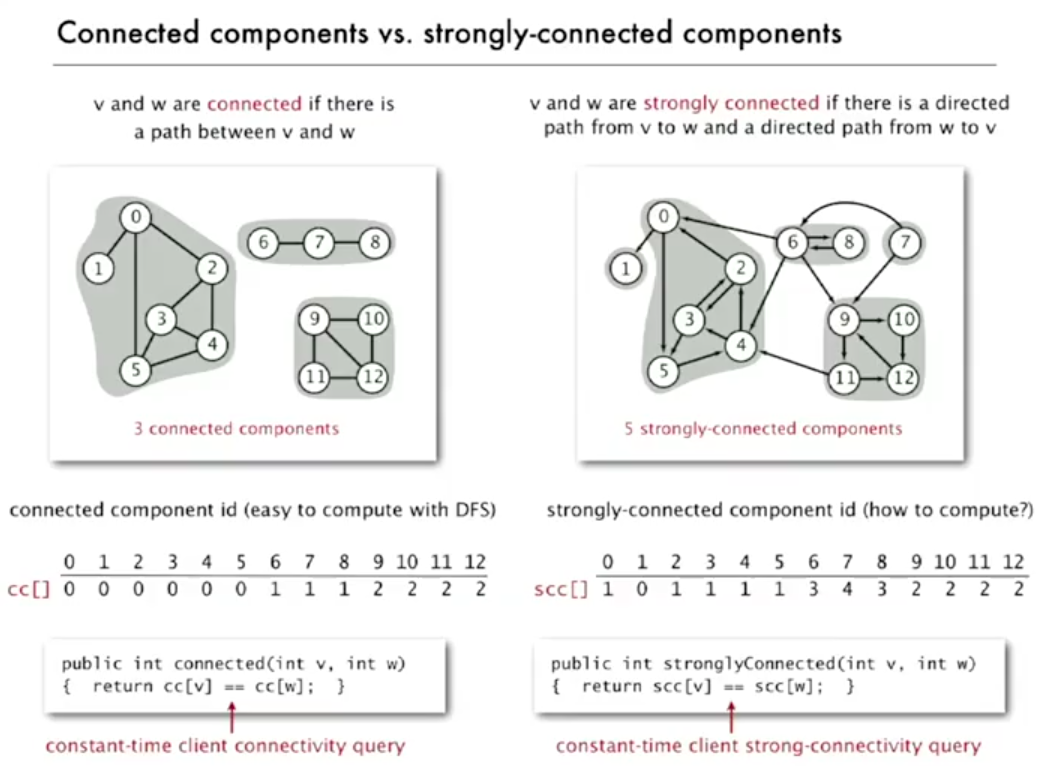 Connected components vs. strongly-connected components
v and w are connected if there is
a path between v and w
0
6
7
8
1
2
3
9
10
4
5
11
12
3 connected components
v and w are strongly connected if there is a directed
path from v to w and a directed path from w to v
0
6
8
7
1
2
3
9
10
4
5
11
12
5 strongly-connected components
connected component id (easy to compute with DFS)
0 1 2 3 4 5 6 7 8 9 10 11 12
cc[] 0 0 0 0 0 0 1 1 1 2 2 2 2
public int connected(int v, int w)
{ return cc[v] == cc[w]; }
constant-time client connectivity query
strongly-connected component id (how to compute?)
0 1 2 3 4 5 6 7 8 9 10 11 12
scc[] 1 0 1 1 1 1 3 4 3 2 2 2 2
public int stronglyConnected(int v, int w)
{ return scc[v] == scc[w]; }
constant-time client strong-connectivity query